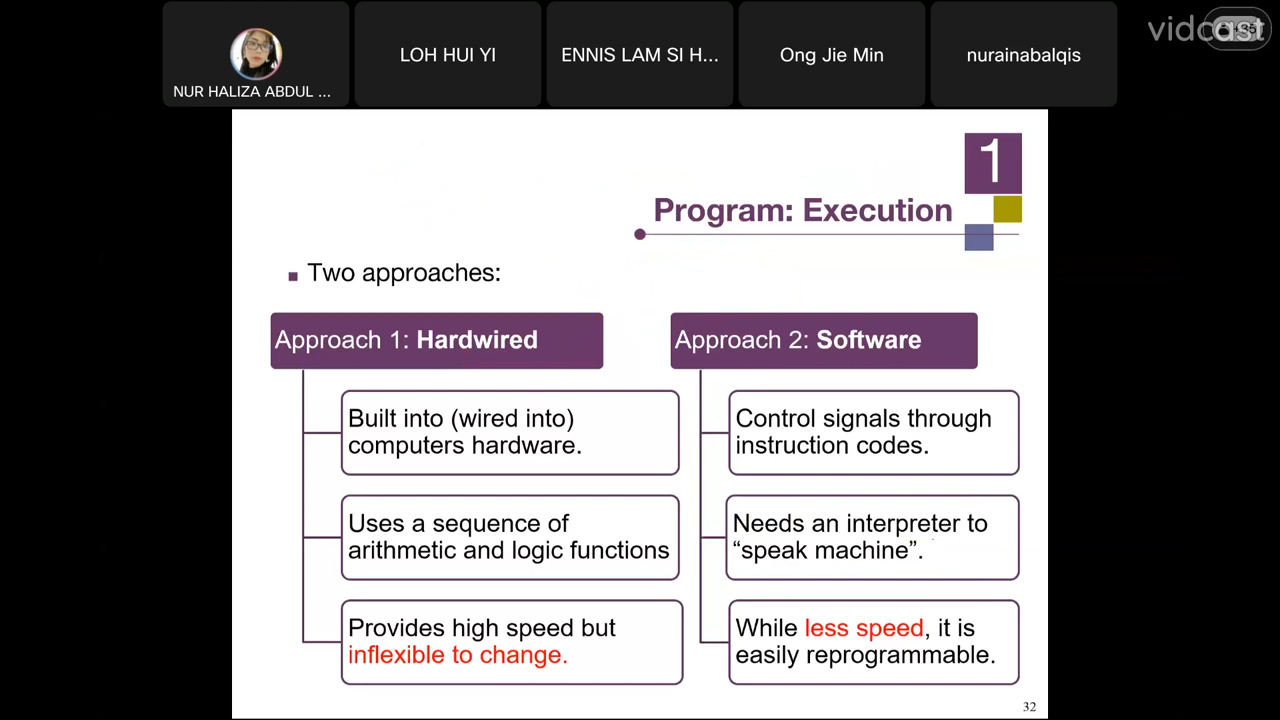 vidcast
NUR HALIZA ABDUL ...
LOH HUI YI
ENNIS LAM SI H...
Ong Jie Min
nurainabalqis
1
Program: Execution
Two approaches:
Approach 1: Hardwired
Built into (wired into)
computers hardware.
Uses a sequence of
arithmetic and logic functions
Provides high speed but
inflexible to change.
Approach 2: Software
Control signals through
instruction codes.
Needs an interpreter to
“speak machine”.
While less speed, it is
easily reprogrammable.
32